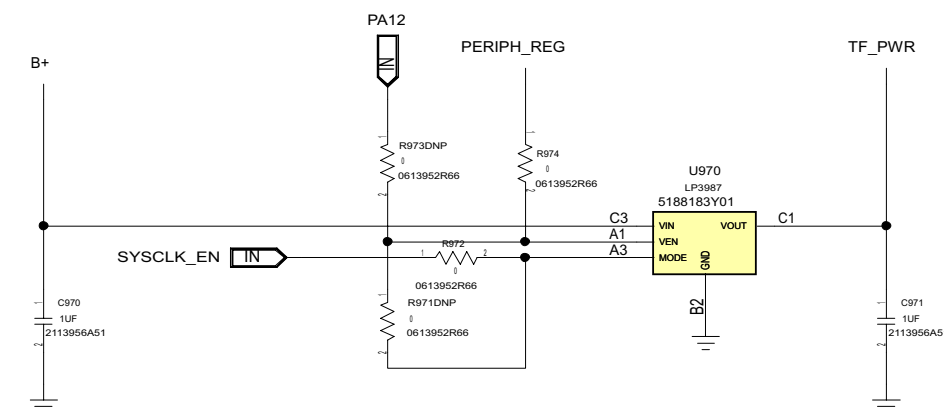 PA12
IN
PERIPH_REG
TF_PWR
B+
1
R973DNP
0
0613952R66
2
1
R974
0
0613952R66
2
U970
LP3987
5188183Y01
C3
VIN
VOUT
C1
A1
VEN
A3
MODE
GND
B2
SYSCLK_EN
IN
R972
1
2
0
0613952R66
1
R971DNP
0
0613952R66
2
1
C970
1UF
2113956A51
2
1
C971
1UF
2113956A5
2